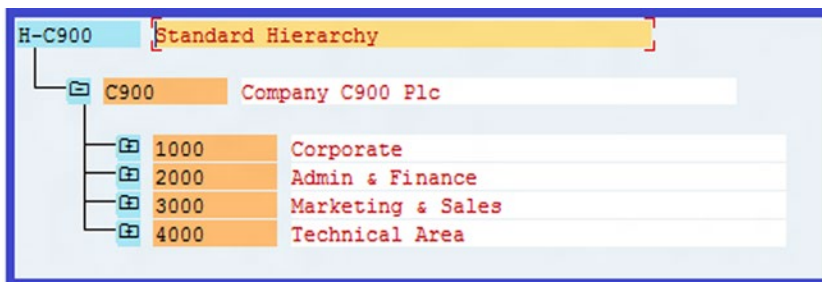 H-C900 Standard Hierarchy
C900 Company C900 Plc
1000 Corporate
2000 Admin & Finance
3000 Marketing & Sales
4000 Technical Area